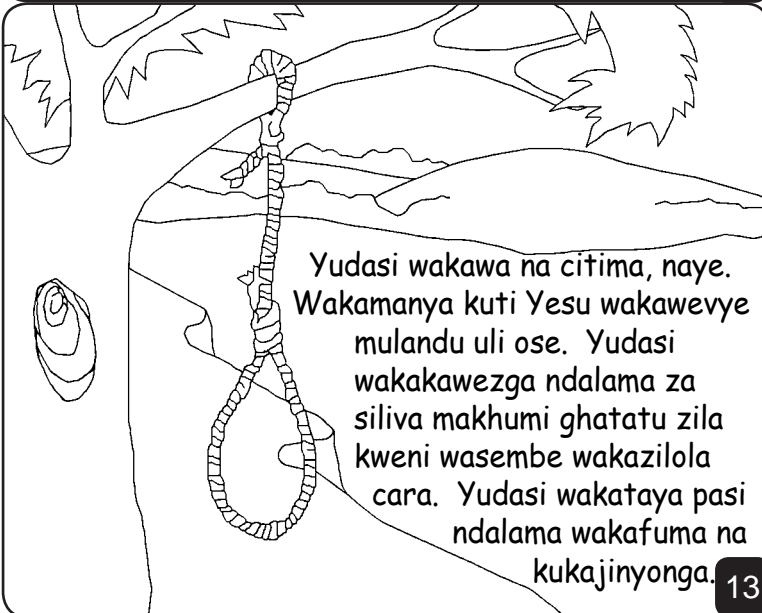 Yudasi wakawa na citima, naye.
Wakamanya kuti Yesu wakawevye
mulandu uli ose. Yudasi
wakakawezga ndalama za
siliva makhumi ghatatu zila
kweni wasembe wakazilola
cara. Yudasi wakataya pasi
ndalama wakafuma na
kukajinyonga.
13